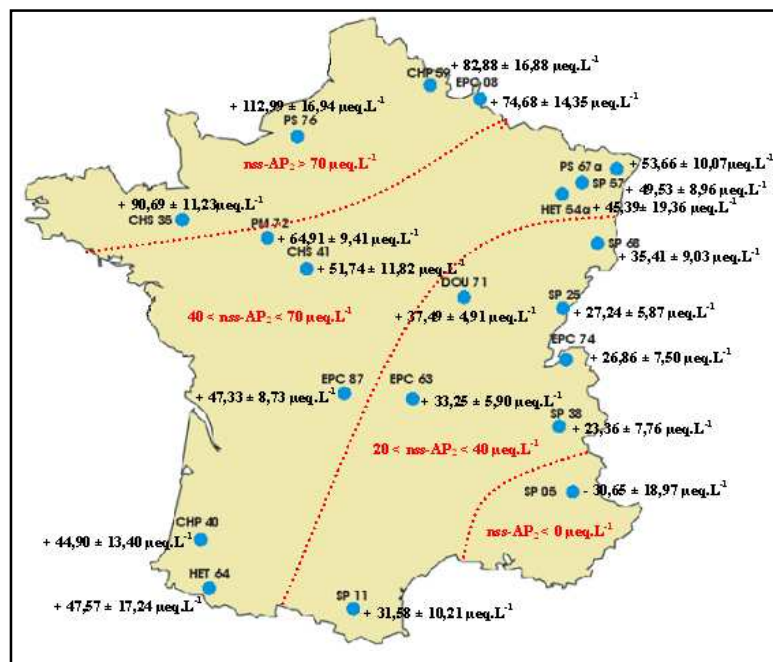 + 82,88 ± 16,88 µeq.L⁻¹
CHP 59
EPC 08
+ 112,99 ± 16,94 µeq.L⁻¹
+ 74,68 ± 14,35 µeq.L⁻¹
PS 76
nss-AP₂ > 70 µeq.L⁻¹
PS 67a
+ 53,66 ± 10,07µeq.L⁻¹
SP 57
+ 49,53 ± 8,96 µeq.L⁻¹
+ 90,69 ± 11,23µeq.L⁻¹
HET 54a
+ 45,39 ± 19,36 µeq.L⁻¹
CHS 35
PM 72
+ 64,91 ± 9,41 µeq.L⁻¹
SP 68
+ 35,41 ± 9,03 µeq.L⁻¹
CHS 41
+ 51,74 ± 11,82 µeq.L⁻¹
DOU 71
SP 25
40 < nss-AP₂ < 70 µeq.L⁻¹
+ 37,49 ± 4,91 µeq.L⁻¹
+ 27,24 ± 5,87 µeq.L⁻¹
EPC 74
+ 26,86 ± 7,50 µeq.L⁻¹
EPC 87
EPC 63
+ 47,33 ± 8,73 µeq.L⁻¹
+ 33,25 ± 5,90 µeq.L⁻¹
SP 38
+ 23,36 ± 7,76 µeq.L⁻¹
20 < nss-AP₂ < 40 µeq.L⁻¹
SP 05
- 30,65 ± 18,97 µeq.L⁻¹
CHP 40
nss-AP₂ < 0 µeq.L⁻¹
+ 44,90 ± 13,40 µeq.L⁻¹
HET 64
+ 47,57 ± 17,24 µeq.L⁻¹
SP 11
+ 31,58 ± 10,21 µeq.L⁻¹